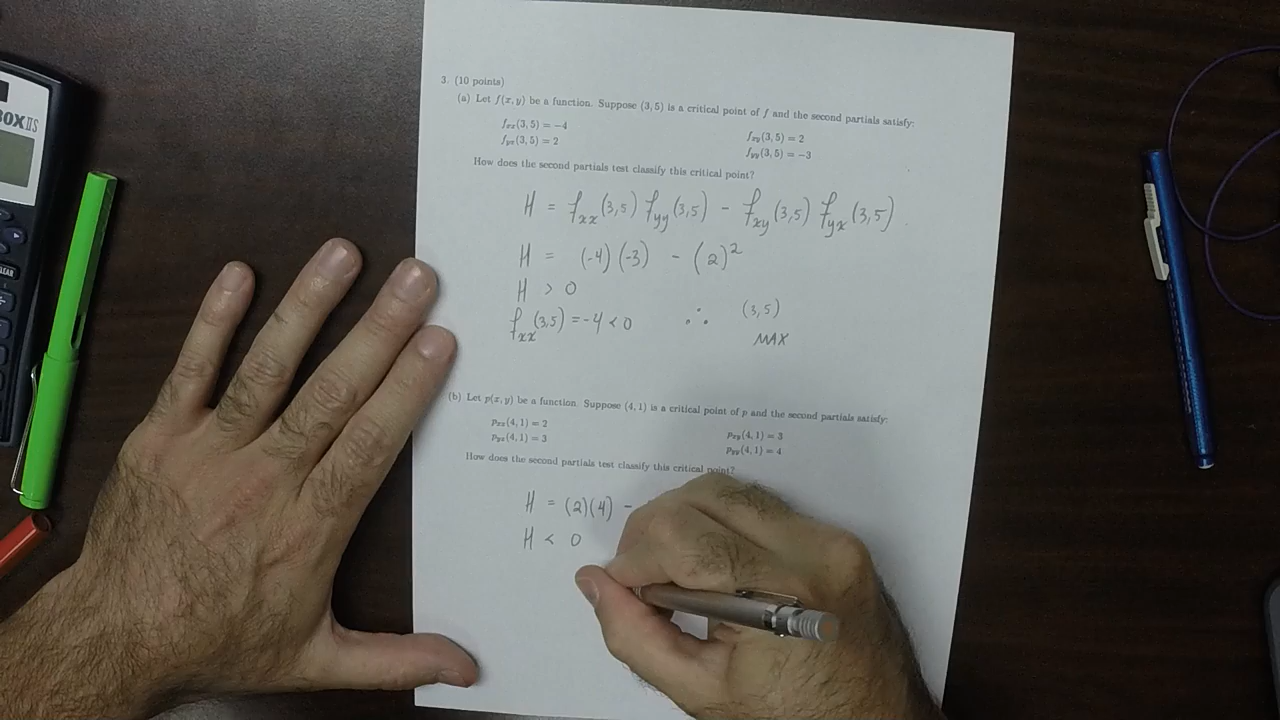 BOX IIS
CLEAR
3. (10 points)
(a) Let f(x, y) be a function. Suppose (3, 5) is a critical point of f and the second partials satisfy:
fxx(3, 5) = −4
fxy(3, 5) = 2
fyx(3, 5) = 2
fyy(3, 5) = −3
How does the second partials test classify this critical point?
H = fxx(3,5) fyy(3,5) - fxy(3,5) fyx(3,5)
H = (-4)(-3) - (2)²
H > 0
fxx(3,5) = -4 < 0 ∴ (3,5)
MAX
(b) Let p(x, y) be a function. Suppose (4, 1) is a critical point of p and the second partials satisfy:
pxx(4, 1) = 2
pxy(4, 1) = 3
pyx(4, 1) = 3
pyy(4, 1) = 4
How does the second partials test classify this critical point?
H = (2)(4) -
H < 0